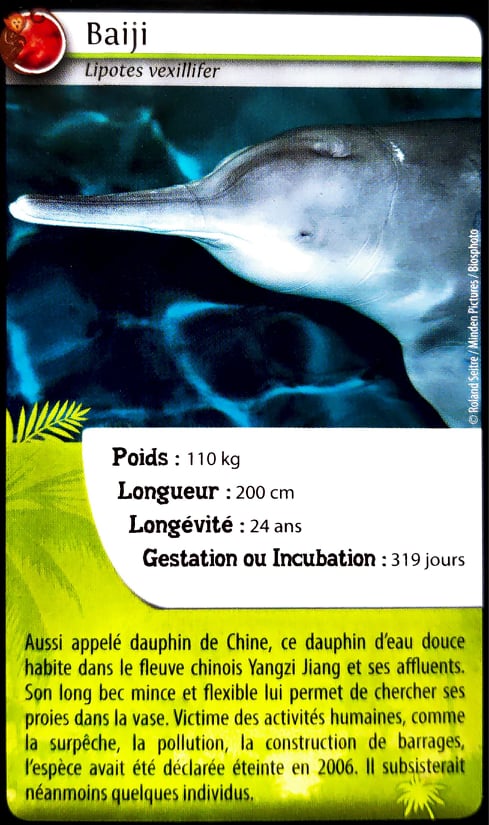 Baiji
Lipotes vexillifer
© Roland Seitre / Minden Pictures / Biosphoto
Poids : 110 kg
Longueur : 200 cm
Longévité : 24 ans
Gestation ou Incubation : 319 jours
Aussi appelé dauphin de Chine, ce dauphin d'eau douce
habite dans le fleuve chinois Yangzi Jiang et ses affluents.
Son long bec mince et flexible lui permet de chercher ses
proies dans la vase. Victime des activités humaines, comme
la surpêche, la pollution, la construction de barrages,
l'espèce avait été déclarée éteinte en 2006. Il subsisterait
néanmoins quelques individus.